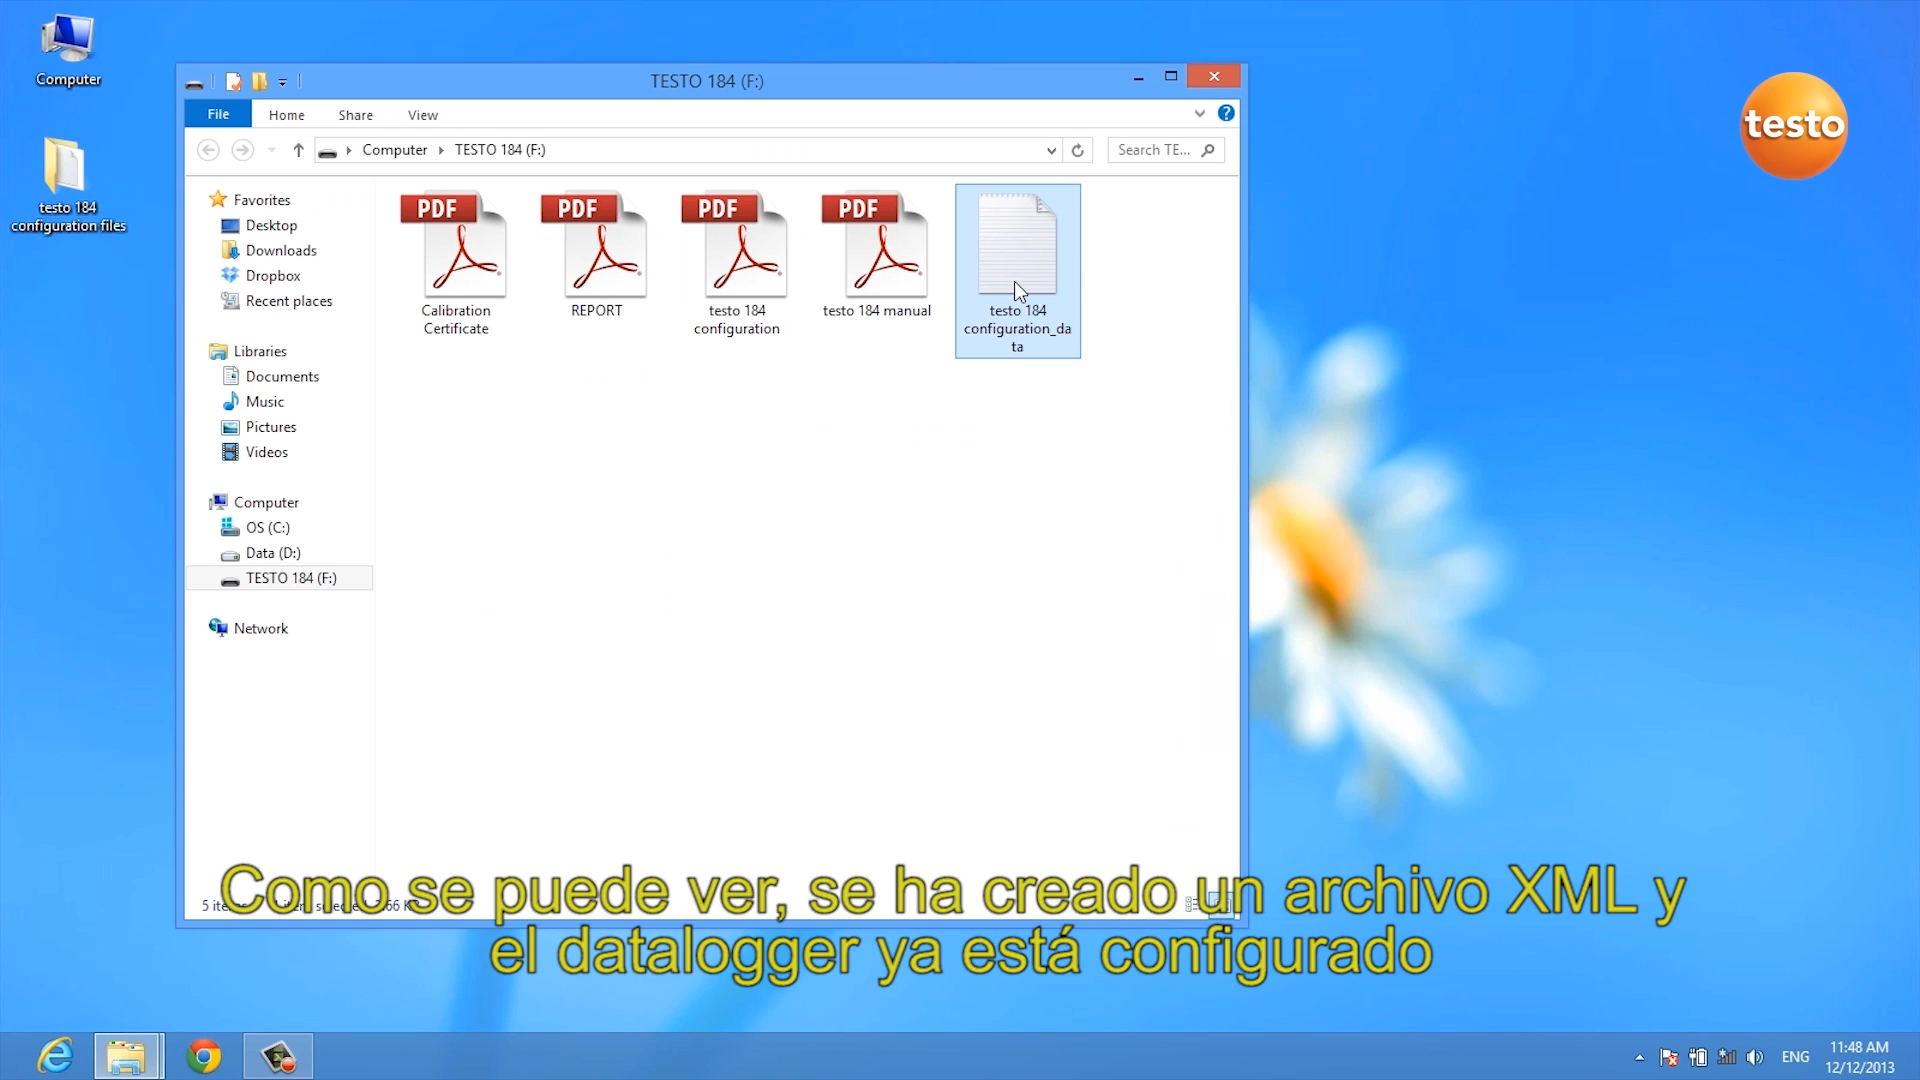 Computer
testo 184
configuration files
TESTO 184 (F:)
File
Home
Share
View
Computer
TESTO 184 (F:)
Search TE...
Favorites
Desktop
Downloads
Dropbox
Recent places
Libraries
Documents
Music
Pictures
Videos
Computer
OS (C:)
Data (D:)
TESTO 184 (F:)
Network
PDF
Calibration
Certificate
PDF
REPORT
PDF
testo 184
configuration
PDF
testo 184 manual
testo 184
configuration_da
ta
testo
Como se puede ver, se ha creado un archivo XML y
el datalogger ya está configurado
ENG
11:48 AM
12/12/2013